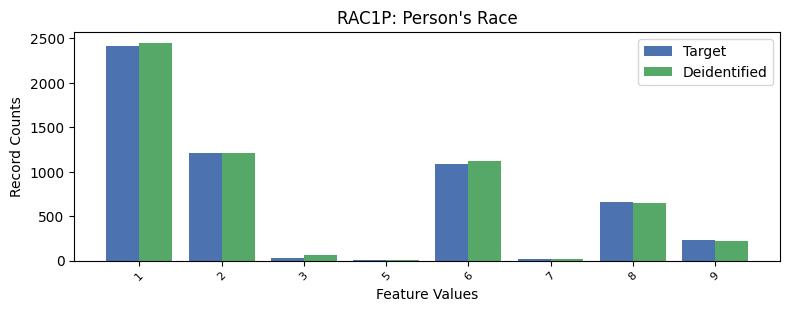 RAC1P: Person's Race
Target
Deidentified
2500
2000
1500
1000
500
0
Record Counts
1 2 3 5 6 7 8 9
Feature Values